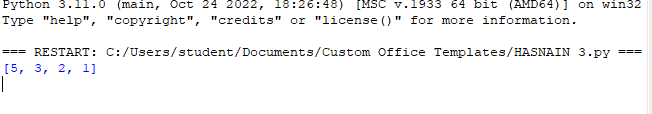 Python 3.11.0 (main, Oct 24 2022, 18:26:48) [MSC v.1933 64 bit (AMD64)] on win32
Type "help", "copyright", "credits" or "license()" for more information.
=== RESTART: C:/Users/student/Documents/Custom Office Templates/HASNAIN 3.py ===
[5, 3, 2, 1]